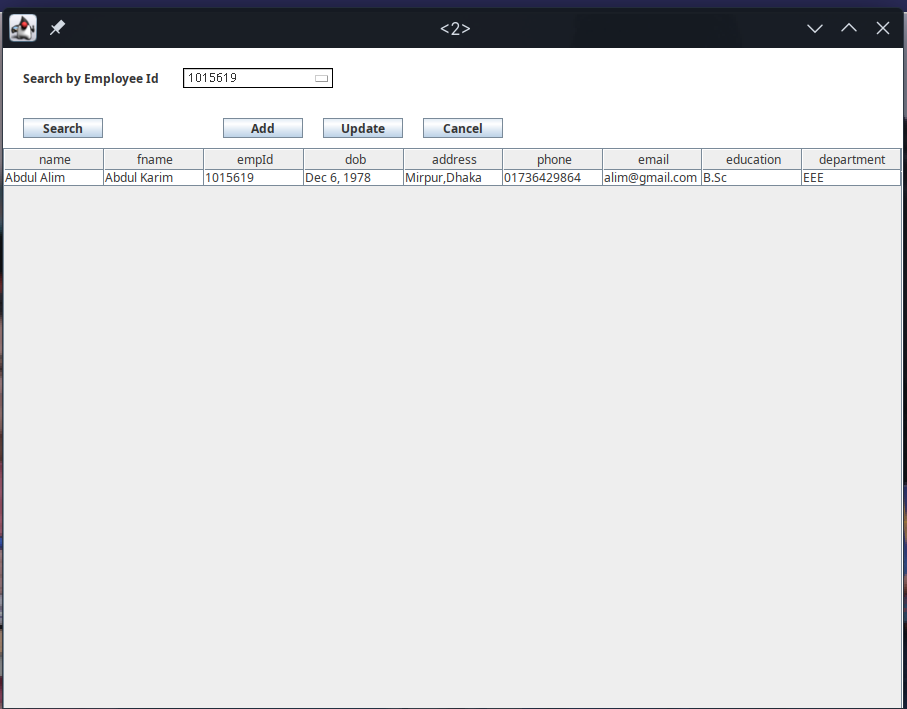 <2>
Search by Employee Id 1015619
Search Add Update Cancel
name fname empId dob address phone email education department
Abdul Alim Abdul Karim 1015619 Dec 6, 1978 Mirpur,Dhaka 01736429864 alim@gmail.com B.Sc EEE